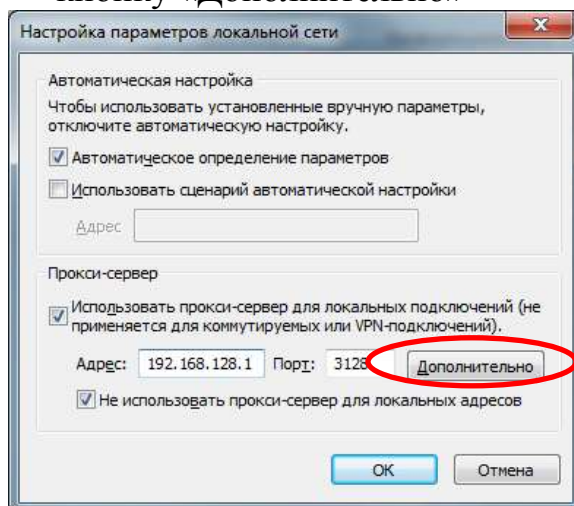 кнопку «Дополнительно»
Настройка параметров локальной сети
Автоматическая настройка
Чтобы использовать установленные вручную параметры,
отключите автоматическую настройку.
Автоматическое определение параметров
Использовать сценарий автоматической настройки
Адрес
Прокси-сервер
Использовать прокси-сервер для локальных подключений (не
применяется для коммутируемых или VPN-подключений).
Адрес: 192.168.128.1 Порт: 3128 Дополнительно
Не использовать прокси-сервер для локальных адресов
ОК Отмена